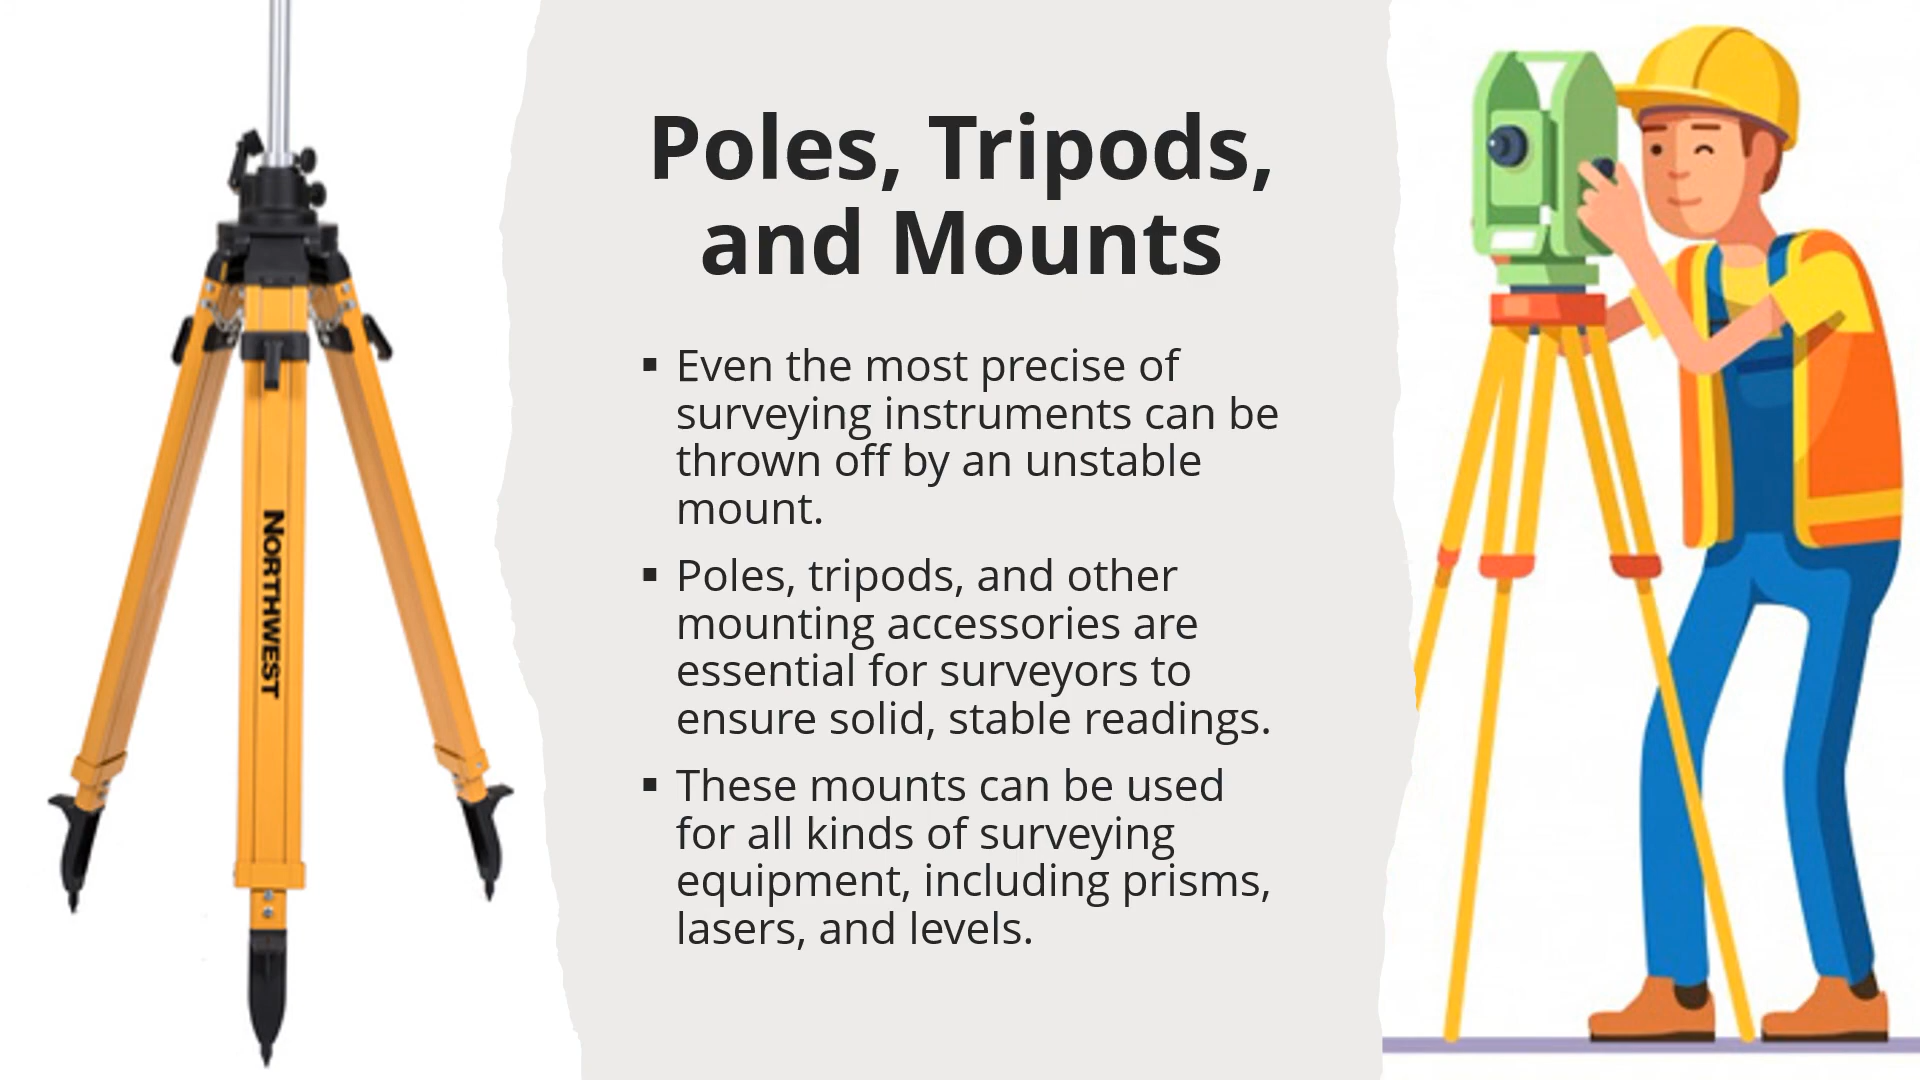 Poles, Tripods,
and Mounts
▪ Even the most precise of
surveying instruments can be
thrown off by an unstable
mount.
▪ Poles, tripods, and other
mounting accessories are
essential for surveyors to
ensure solid, stable readings.
▪ These mounts can be used
for all kinds of surveying
equipment, including prisms,
lasers, and levels.
NORTHWEST